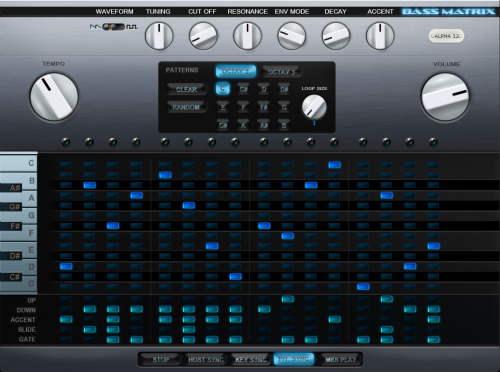 WAVEFORM TUNING CUT OFF RESONANCE ENV MODE DECAY ACCENT BASS MATRIX
ALPHA 12
TEMPO
VOLUME
PATTERNS OCTAV 2 OCTAV 3
CLEAR C C# D D# LOOP SIZE
RANDOM E F F# G
G# A A# B
1
C
B
A#
A
G#
G
F#
F
E
D#
D
C#
C
UP
DOWN
ACCENT
SLIDE
GATE
STOP HOST SYNC KEY SYNC MIDI PLAY